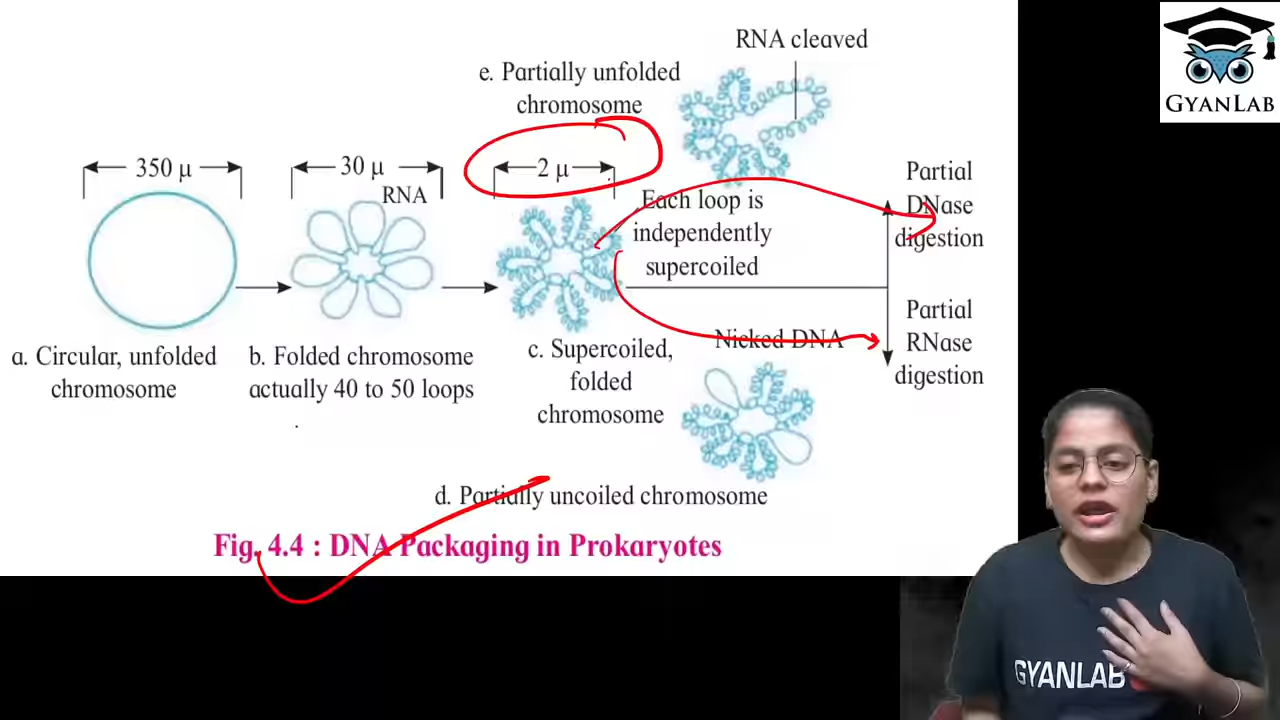 RNA cleaved
e. Partially unfolded
chromosome
350 µ
30 µ
2 µ
RNA
Each loop is
independently
supercoiled
Partial
DNase
digestion
Partial
RNase
digestion
Nicked DNA
a. Circular, unfolded
chromosome
b. Folded chromosome
actually 40 to 50 loops
c. Supercoiled,
folded
chromosome
d. Partially uncoiled chromosome
Fig. 4.4 : DNA Packaging in Prokaryotes
GYANLAB
GYANLAB